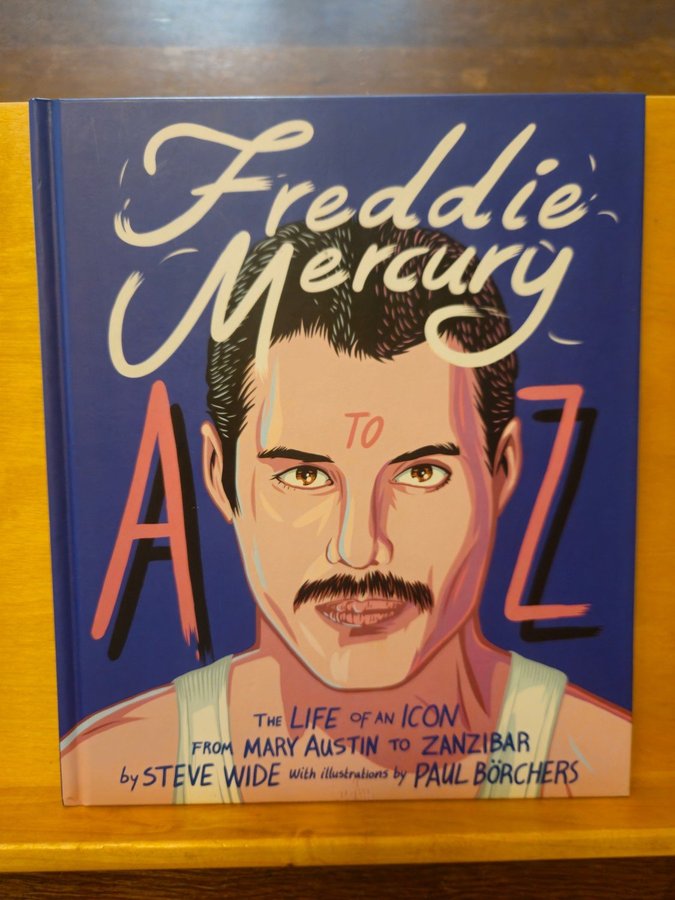 Freddie
Mercury
A TO Z
THE LIFE OF AN ICON
FROM MARY AUSTIN TO ZANZIBAR
by STEVE WIDE With illustrations by PAUL BÖRCHERS